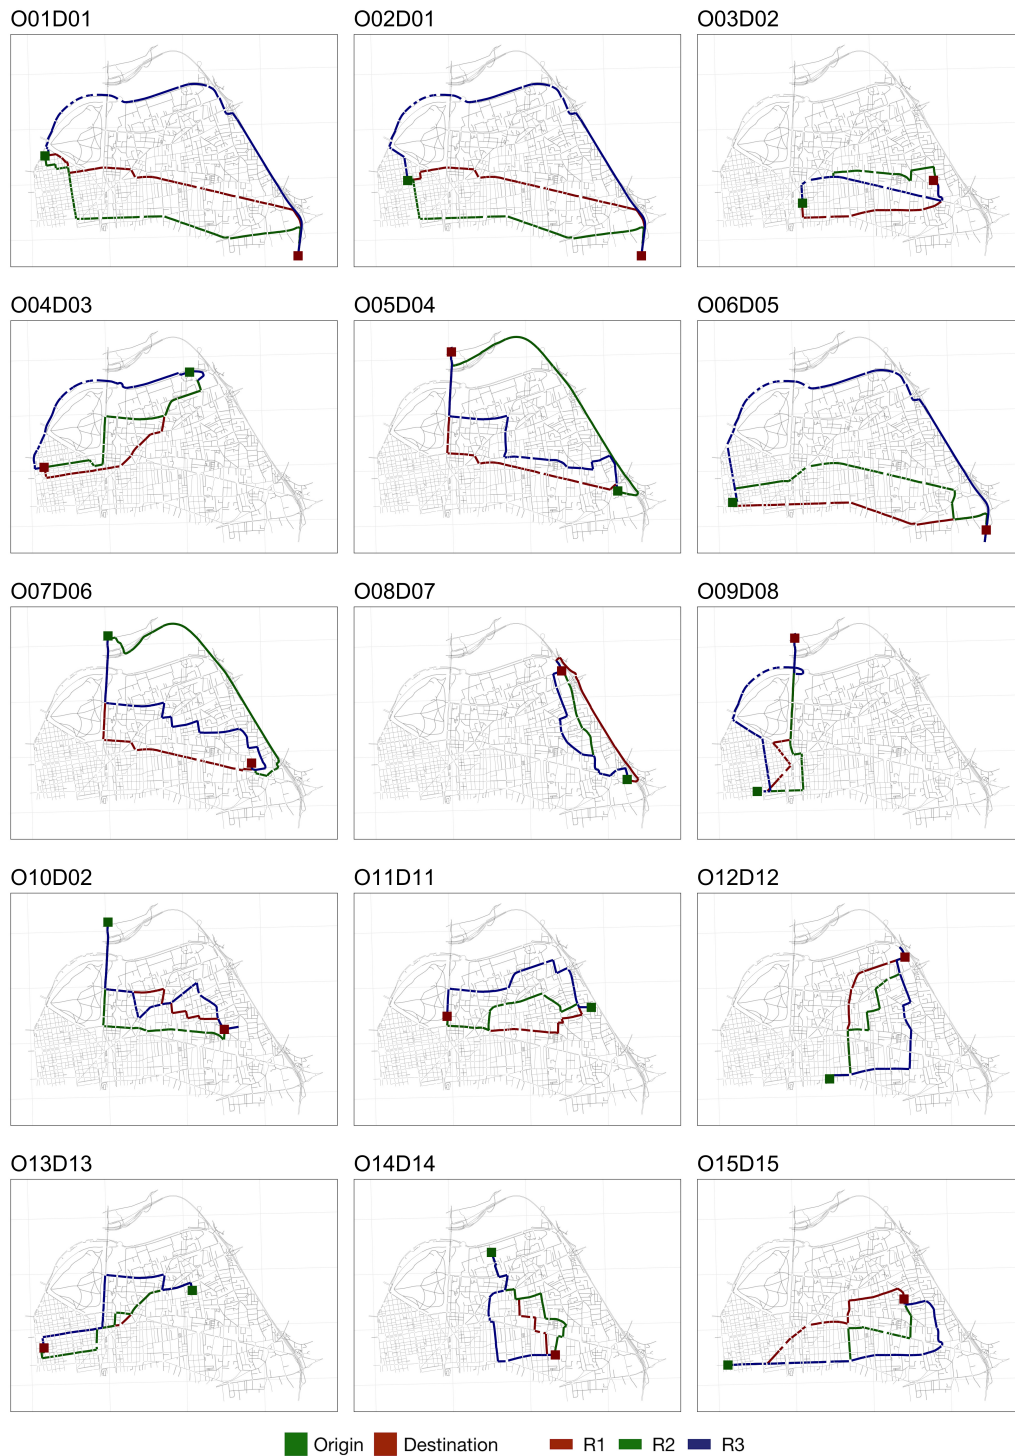 O01D01 O02D01 O03D02
O04D03 O05D04 O06D05
O07D06 O08D07 O09D08
O10D02 O11D11 O12D12
O13D13 O14D14 O15D15
Origin Destination R1 R2 R3